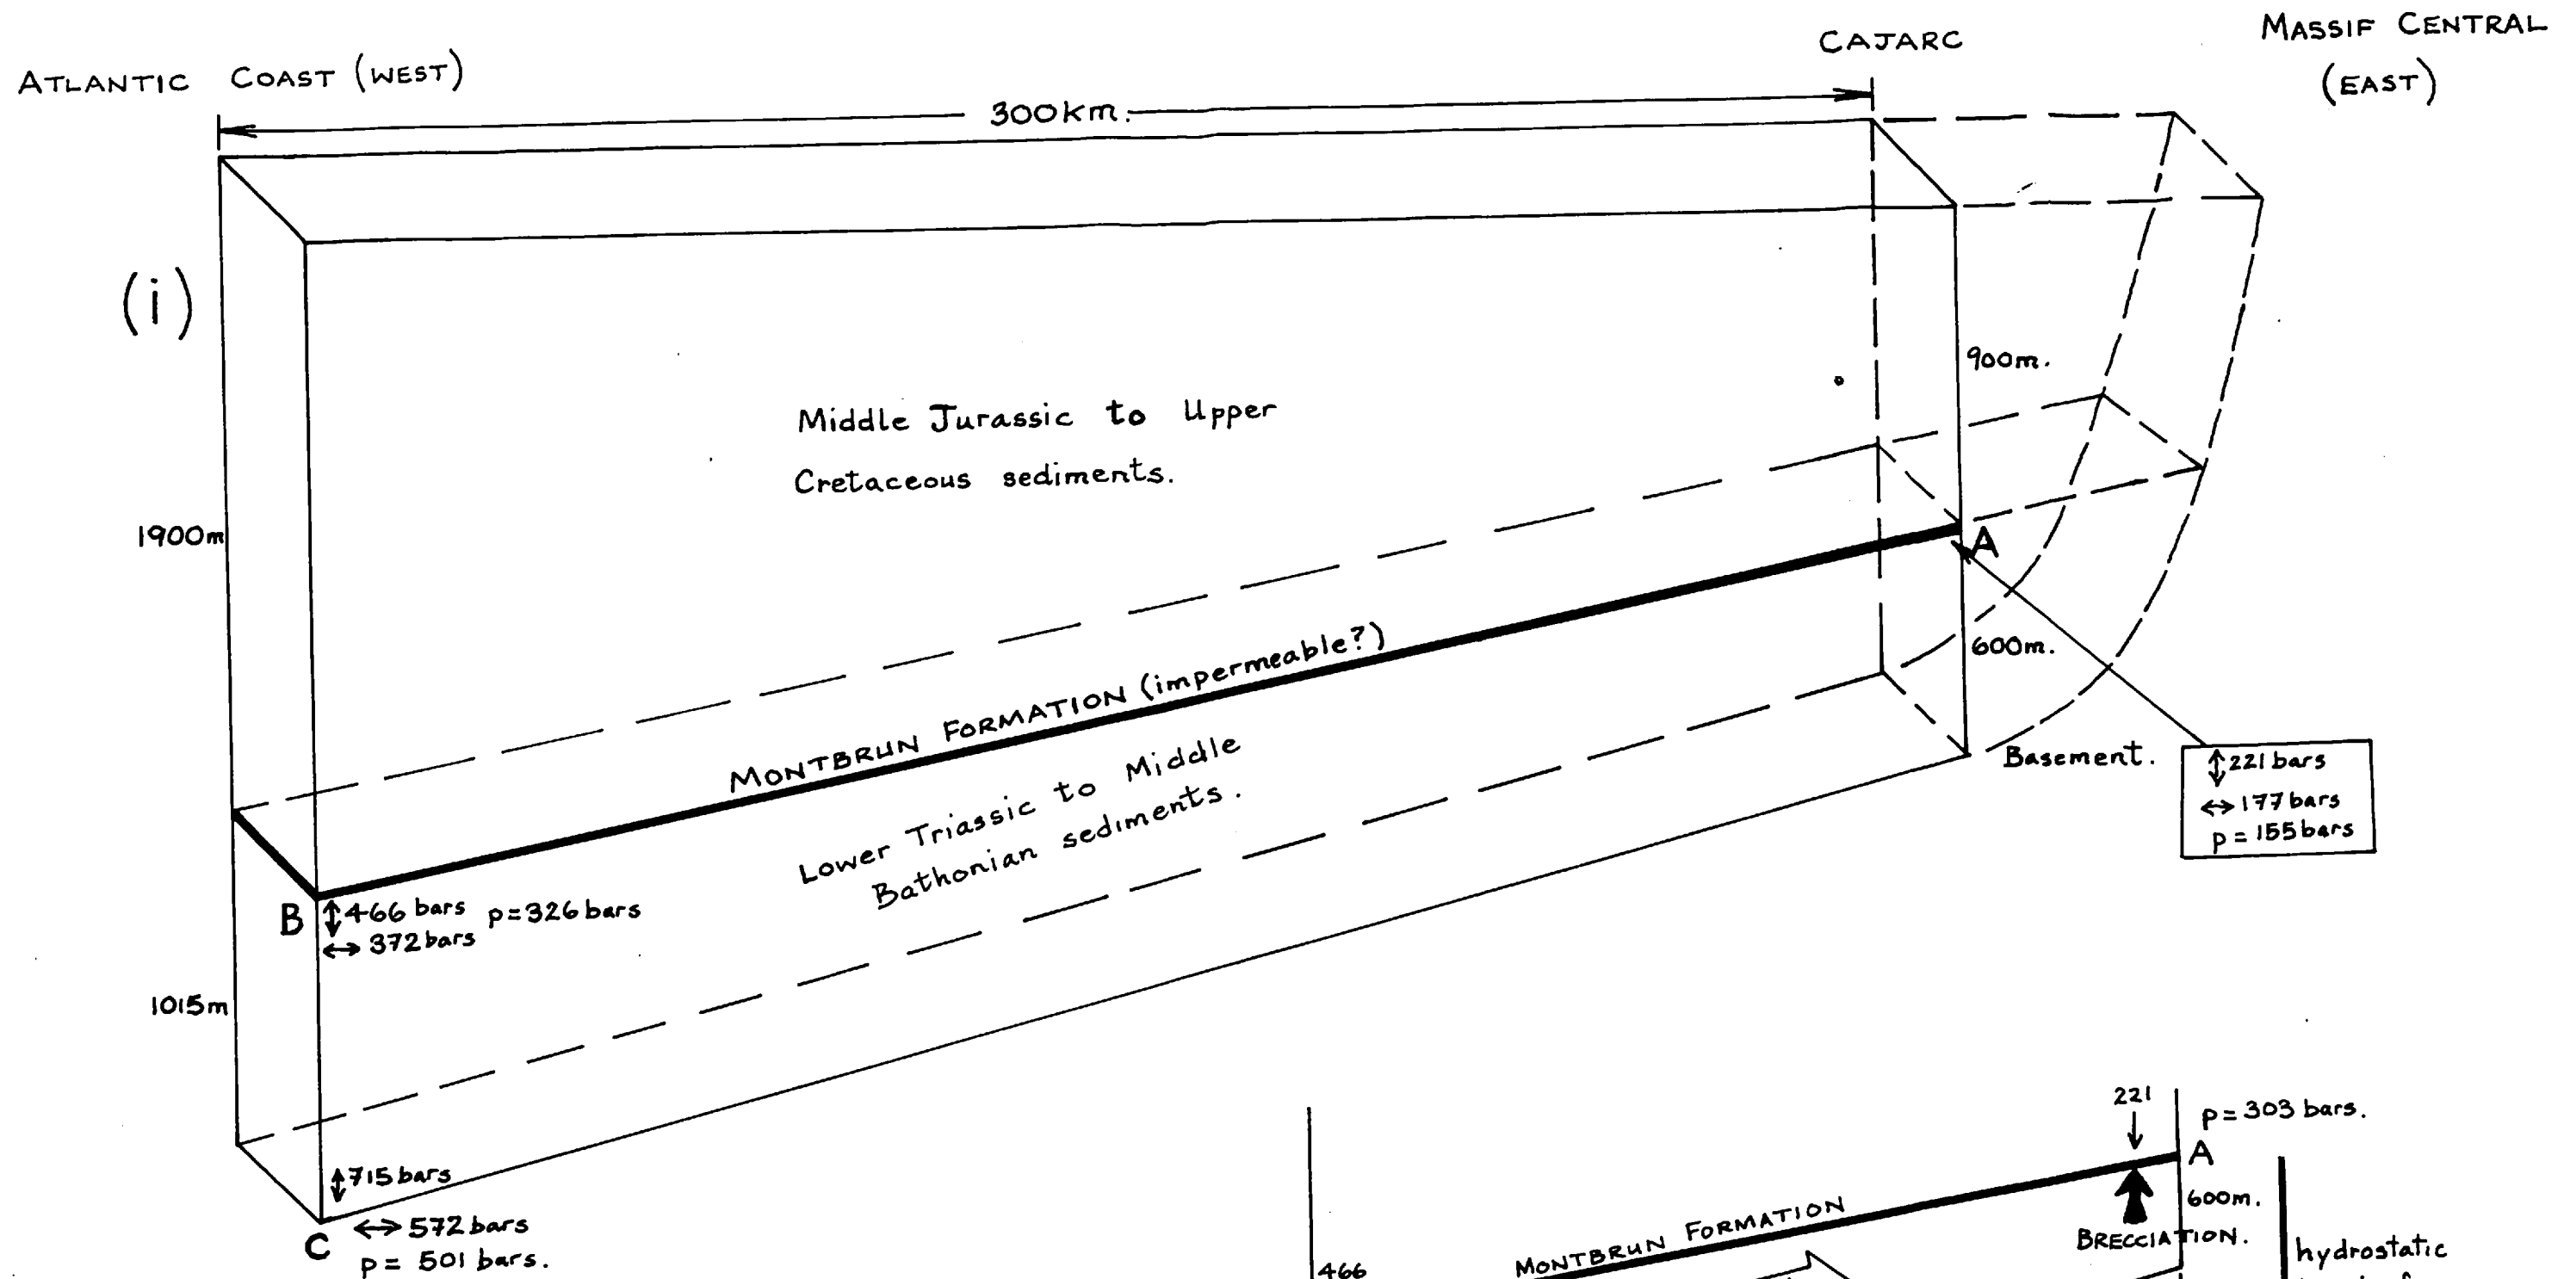 MASSIF CENTRAL
(EAST)
CAJARC
ATLANTIC COAST (WEST)
300km.
(i)
900m.
Middle Jurassic to Upper
Cretaceous sediments.
1900m
A
MONTBRUN FORMATION (impermeable?)
600m.
Lower Triassic to Middle
Bathonian sediments.
Basement.
↕221 bars
↔177 bars
p=155 bars
B ↕466 bars p=326 bars
↔ 372 bars
1015m
↕715 bars
↔ 572 bars
C
p= 501 bars.
221
p=303 bars.
A
600m.
MONTBRUN FORMATION
BRECCIATION.
hydrostatic
466